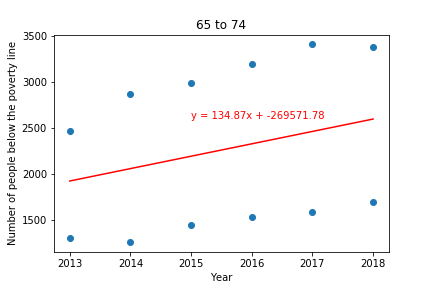 65 to 74
Number of people below the poverty line
3500
3000
2500
2000
1500
y = 134.87x + -269571.78
2013 2014 2015 2016 2017 2018
Year